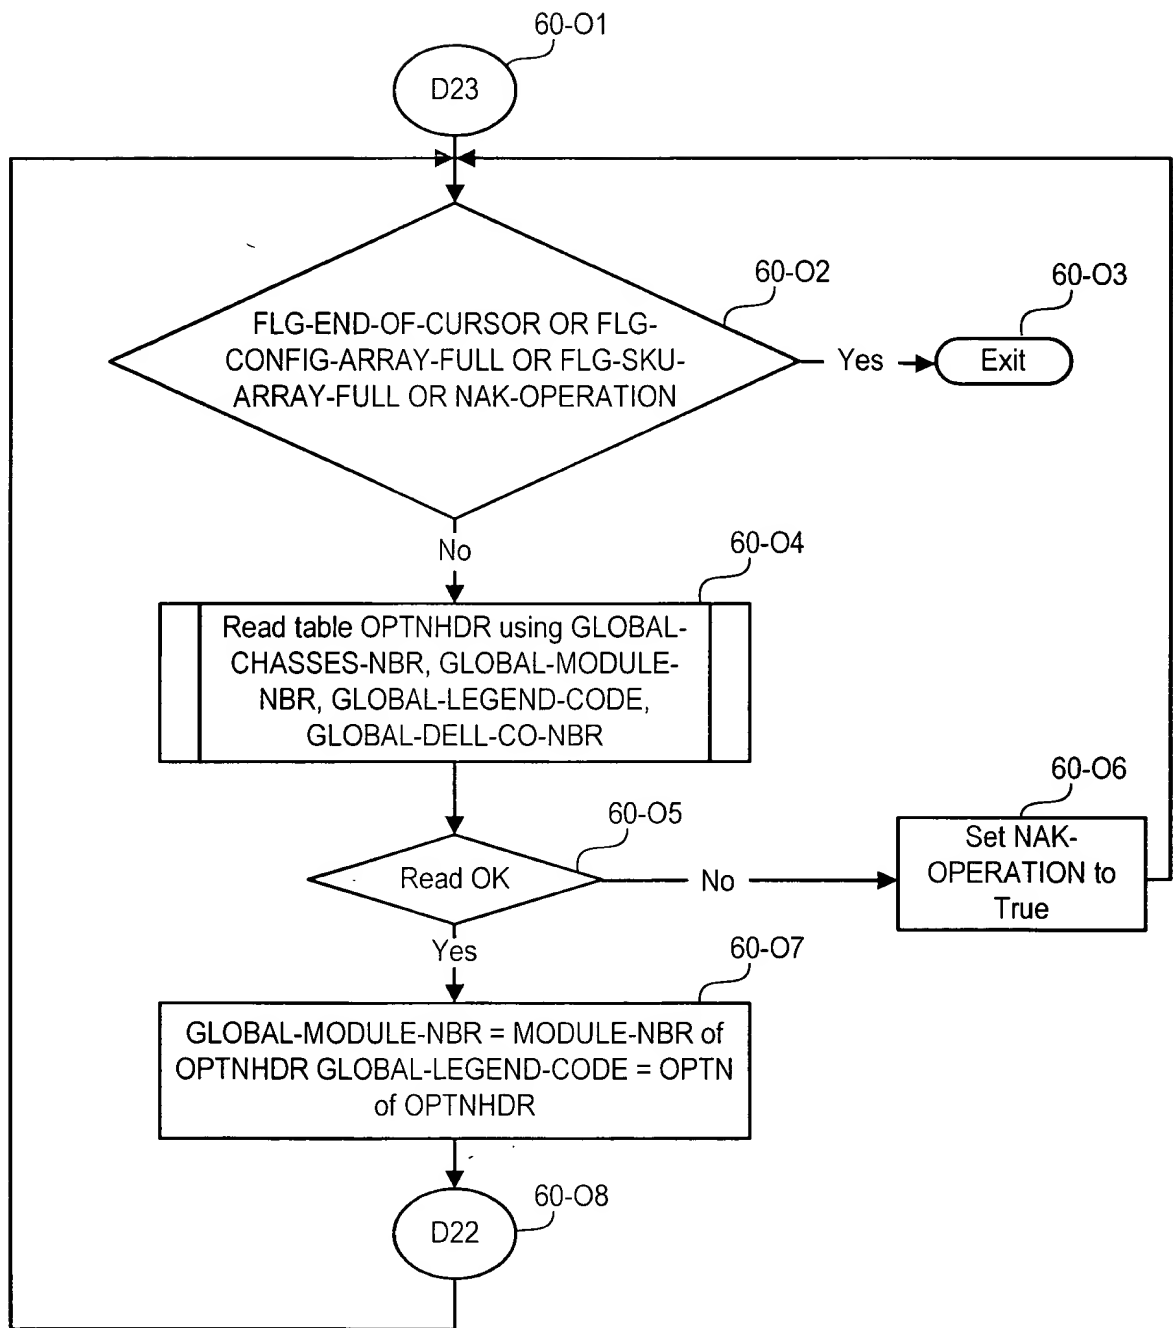 60-O1
D23
60-O2
FLG-END-OF-CURSOR OR FLG-
CONFIG-ARRAY-FULL OR FLG-SKU-
ARRAY-FULL OR NAK-OPERATION
Yes
60-O3
Exit
No
60-O4
Read table OPTNHDR using GLOBAL-
CHASSES-NBR, GLOBAL-MODULE-
NBR, GLOBAL-LEGEND-CODE,
GLOBAL-DELL-CO-NBR
60-O5
Read OK
No
60-O6
Set NAK-
OPERATION to
True
Yes
60-O7
GLOBAL-MODULE-NBR = MODULE-NBR of
OPTNHDR GLOBAL-LEGEND-CODE = OPTN
of OPTNHDR
60-O8
D22